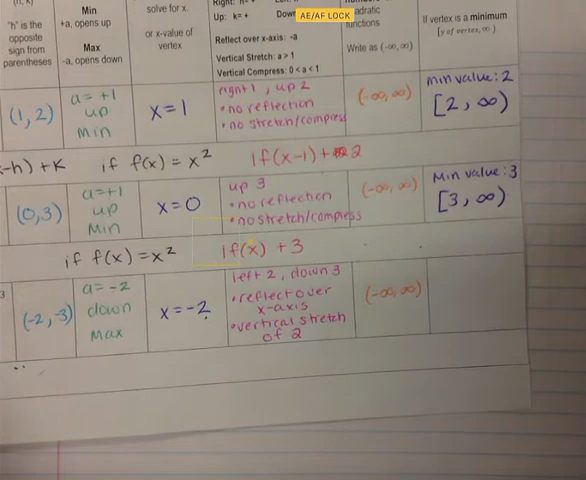 (h, k)
"h" is the
opposite
sign from
parentheses
Min
+a, opens up
Max
-a, opens down
solve for x
or x-value of
vertex
Up: k= + Down
Reflect over x-axis: -a
Vertical Stretch: a > 1
Vertical Compress: 0 < a < 1
AE/AF LOCK
adratic
functions
Write as (-∞, ∞)
If vertex is a minimum
[y of vertex, ∞)
(1, 2)
a = +1
up
min
x = 1
right 1, up 2
• no reflection
• no stretch/compress
(-∞, ∞)
min value: 2
[2, ∞)
-h) + K if f(x) = x² 1f(x-1) + 2
(0,3)
a = +1
up
Min
x = 0
up 3
• no reflection
• no stretch/compress
(-∞, ∞)
Min value: 3
[3, ∞)
if f(x) = x² 1f(x) + 3
3
(-2, -3)
a = -2
down
Max
x = -2
left 2, down 3
• reflect over
x-axis
• vertical stretch
of 2
(-∞, ∞)